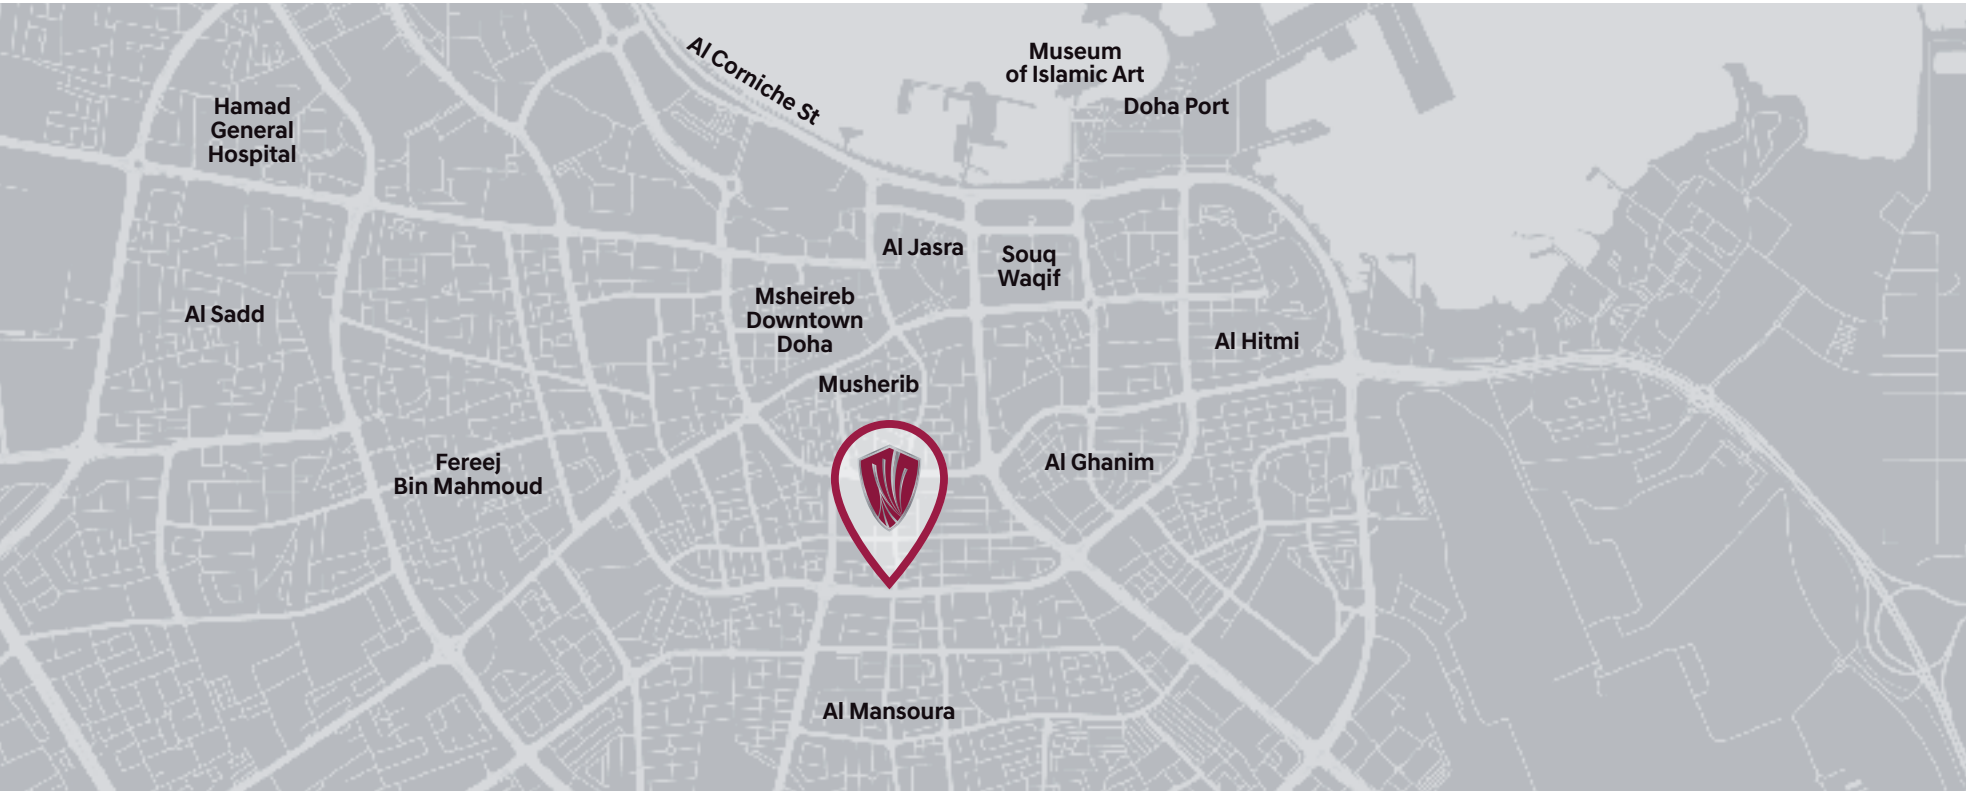 Al Corniche St
Museum
of Islamic Art
Doha Port
Hamad
General
Hospital
Al Jasra
Souq
Waqif
Msheireb
Downtown
Doha
Al Sadd
Al Hitmi
Musherib
Fereej
Bin Mahmoud
Al Ghanim
Al Mansoura